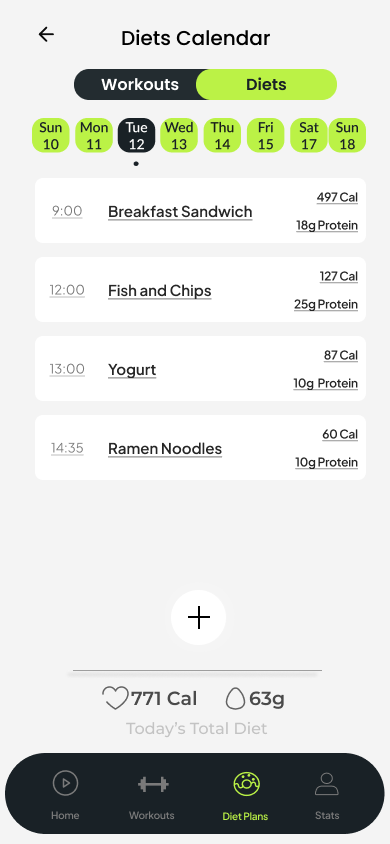 Diets Calendar
Workouts Diets
Sun Mon Tue Wed Thu Fri Sat Sun
10 11 12 13 14 15 17 18
9:00 Breakfast Sandwich 497 Cal
18g Protein
12:00 Fish and Chips 127 Cal
25g Protein
13:00 Yogurt 87 Cal
10g Protein
14:35 Ramen Noodles 60 Cal
10g Protein
771 Cal 63g
Today's Total Diet
Home Workouts Diet Plans Stats